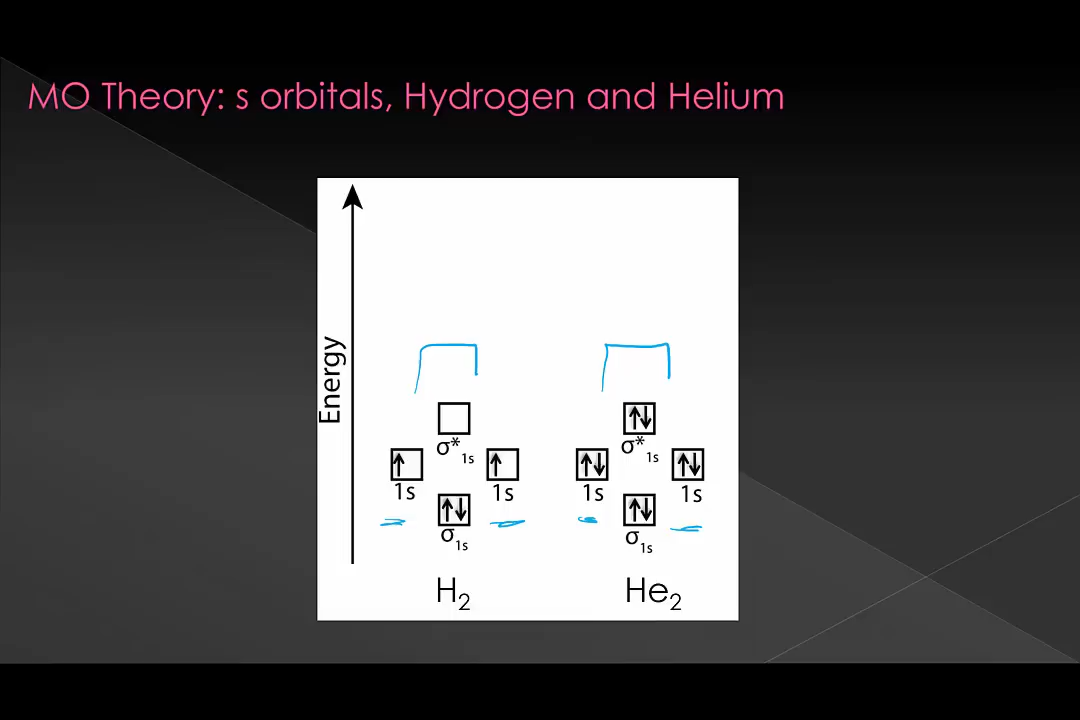 MO Theory: s orbitals, Hydrogen and Helium
Energy
σ*1s
1s 1s
σ1s
H2
σ*1s
1s 1s
σ1s
He2